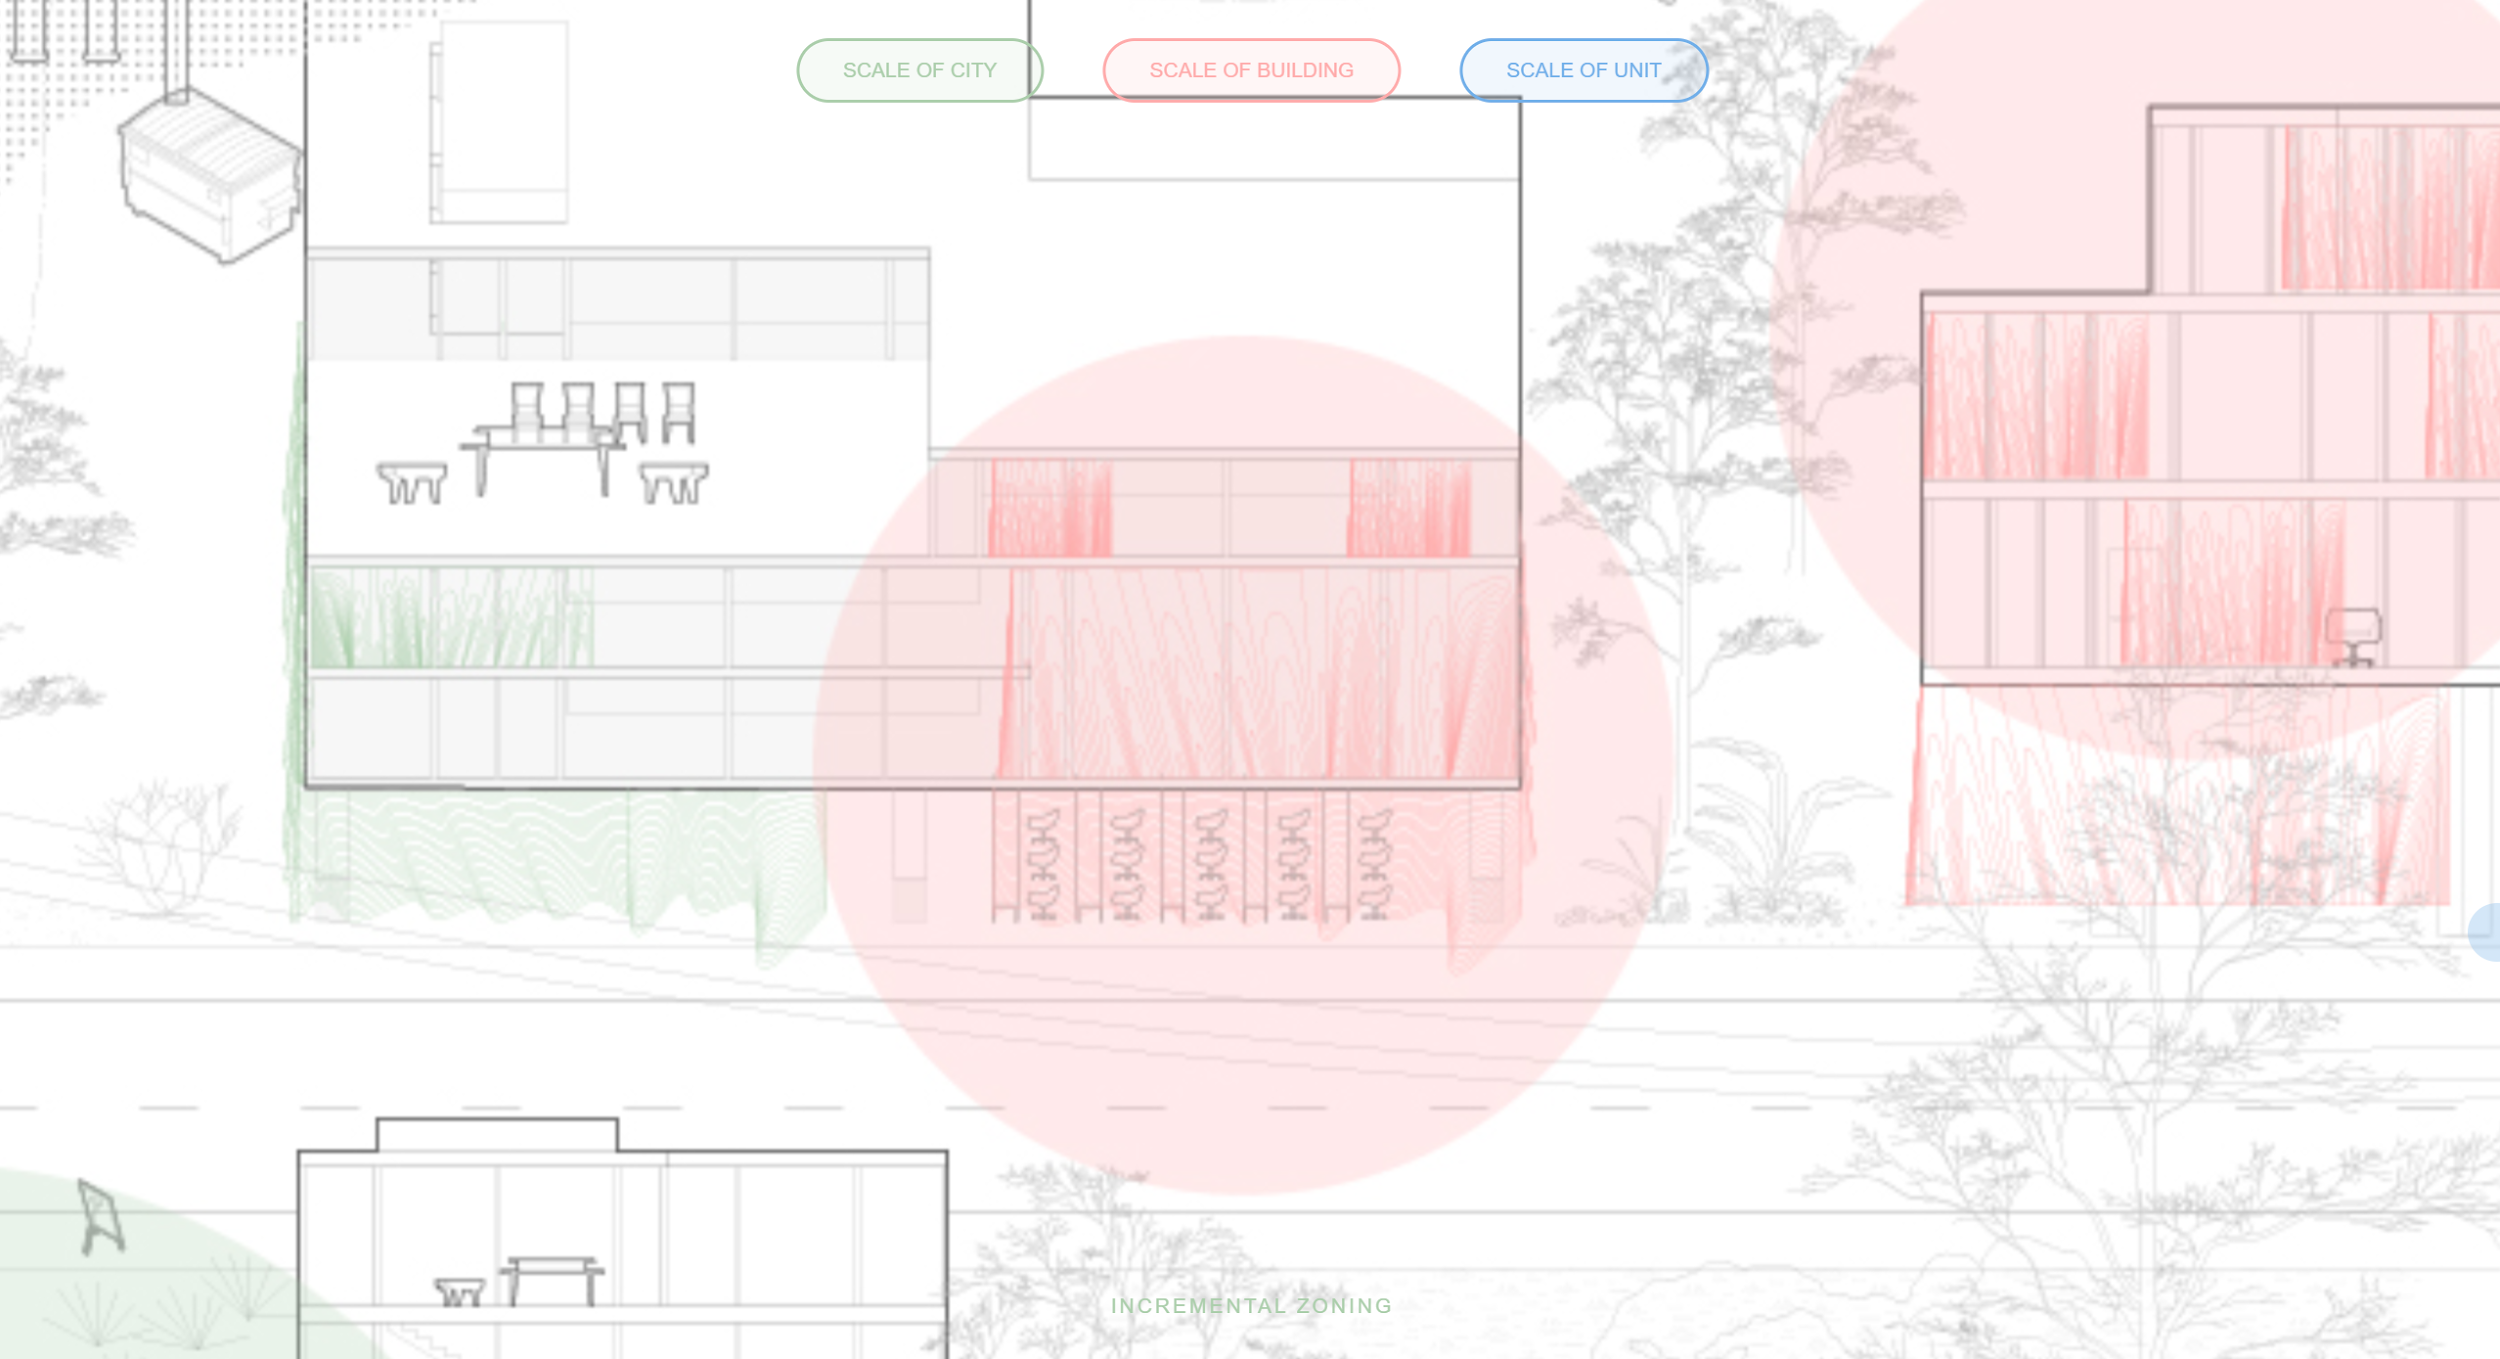 SCALE OF CITY
SCALE OF BUILDING
SCALE OF UNIT
INCREMENTAL ZONING